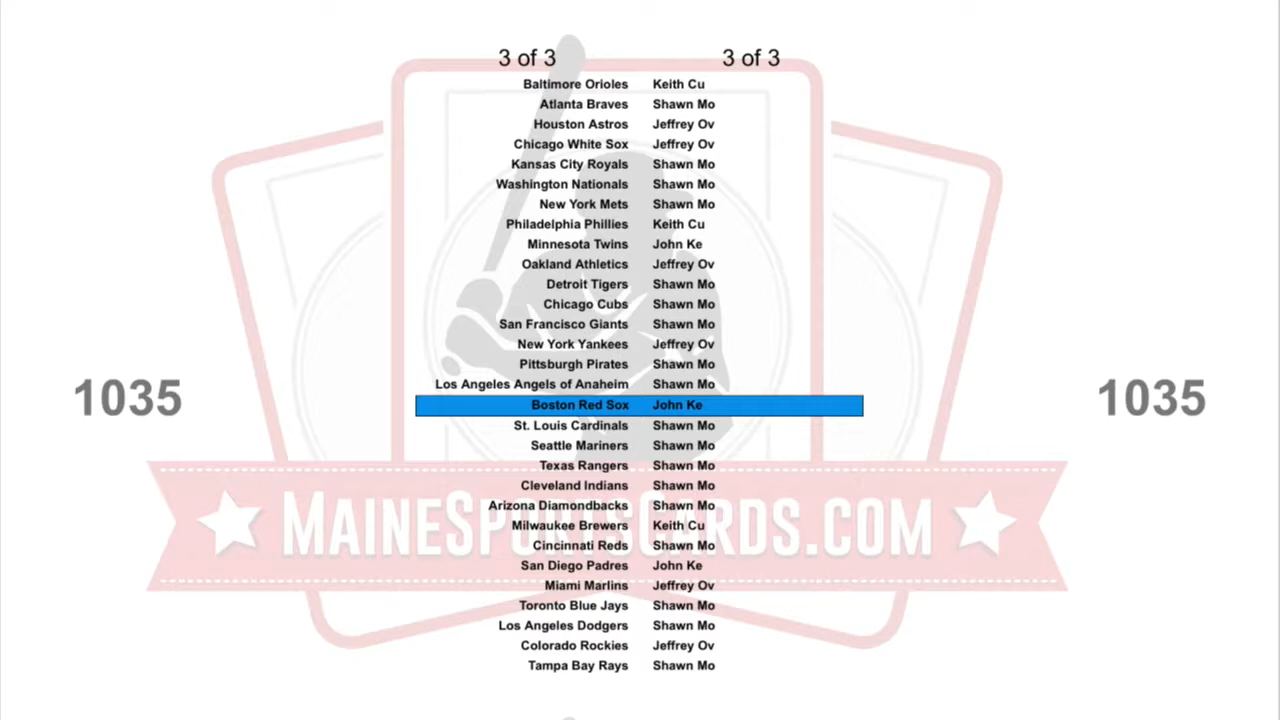 3 of 3 3 of 3
Baltimore Orioles Keith Cu
Atlanta Braves Shawn Mo
Houston Astros Jeffrey Ov
Chicago White Sox Jeffrey Ov
Kansas City Royals Shawn Mo
Washington Nationals Shawn Mo
New York Mets Shawn Mo
Philadelphia Phillies Keith Cu
Minnesota Twins John Ke
Oakland Athletics Jeffrey Ov
Detroit Tigers Shawn Mo
Chicago Cubs Shawn Mo
San Francisco Giants Shawn Mo
New York Yankees Jeffrey Ov
Pittsburgh Pirates Shawn Mo
Los Angeles Angels of Anaheim Shawn Mo
1035 Boston Red Sox John Ke 1035
St. Louis Cardinals Shawn Mo
Seattle Mariners Shawn Mo
Texas Rangers Shawn Mo
Cleveland Indians Shawn Mo
Arizona Diamondbacks Shawn Mo
Milwaukee Brewers Keith Cu
MAINESPORTSCARDS.COM
Cincinnati Reds Shawn Mo
San Diego Padres John Ke
Miami Marlins Jeffrey Ov
Toronto Blue Jays Shawn Mo
Los Angeles Dodgers Shawn Mo
Colorado Rockies Jeffrey Ov
Tampa Bay Rays Shawn Mo